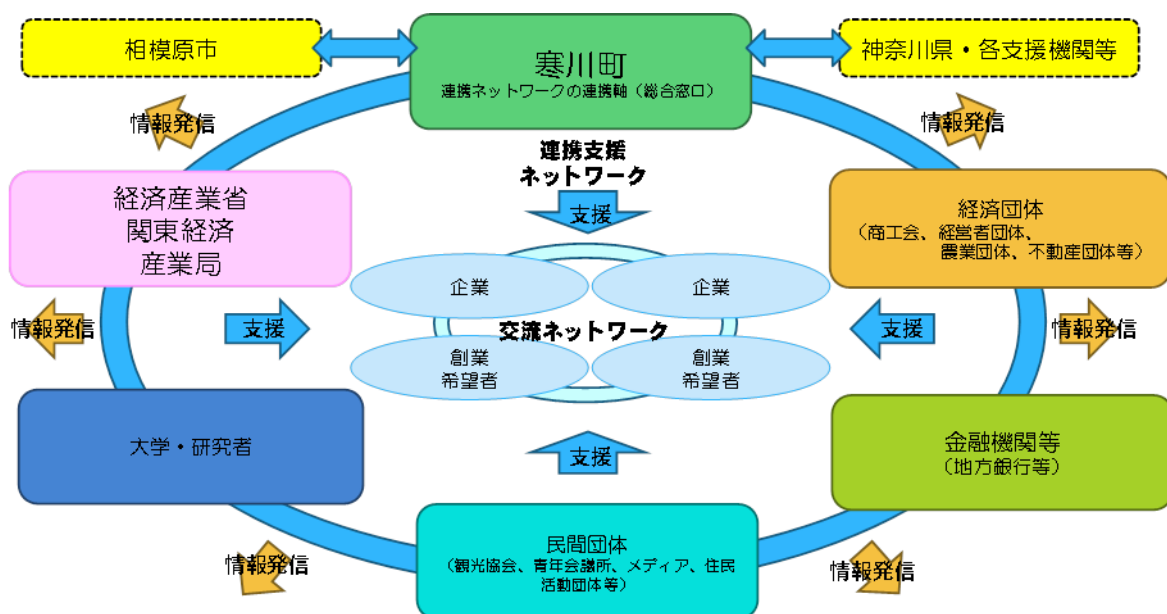 相模原市
寒川町
連携ネットワークの連携軸（総合窓口）
神奈川県・各支援機関等
情報発信
情報発信
連携支援
ネットワーク
支援
経済産業省
関東経済
産業局
経済団体
（商工会、経営者団体、
農業団体、不動産団体等）
企業
企業
情報発信
支援
交流ネットワーク
支援
情報発信
創業
希望者
創業
希望者
大学・研究者
金融機関等
（地方銀行等）
支援
民間団体
（観光協会、青年会議所、メディア、住民
活動団体等）
情報発信
情報発信